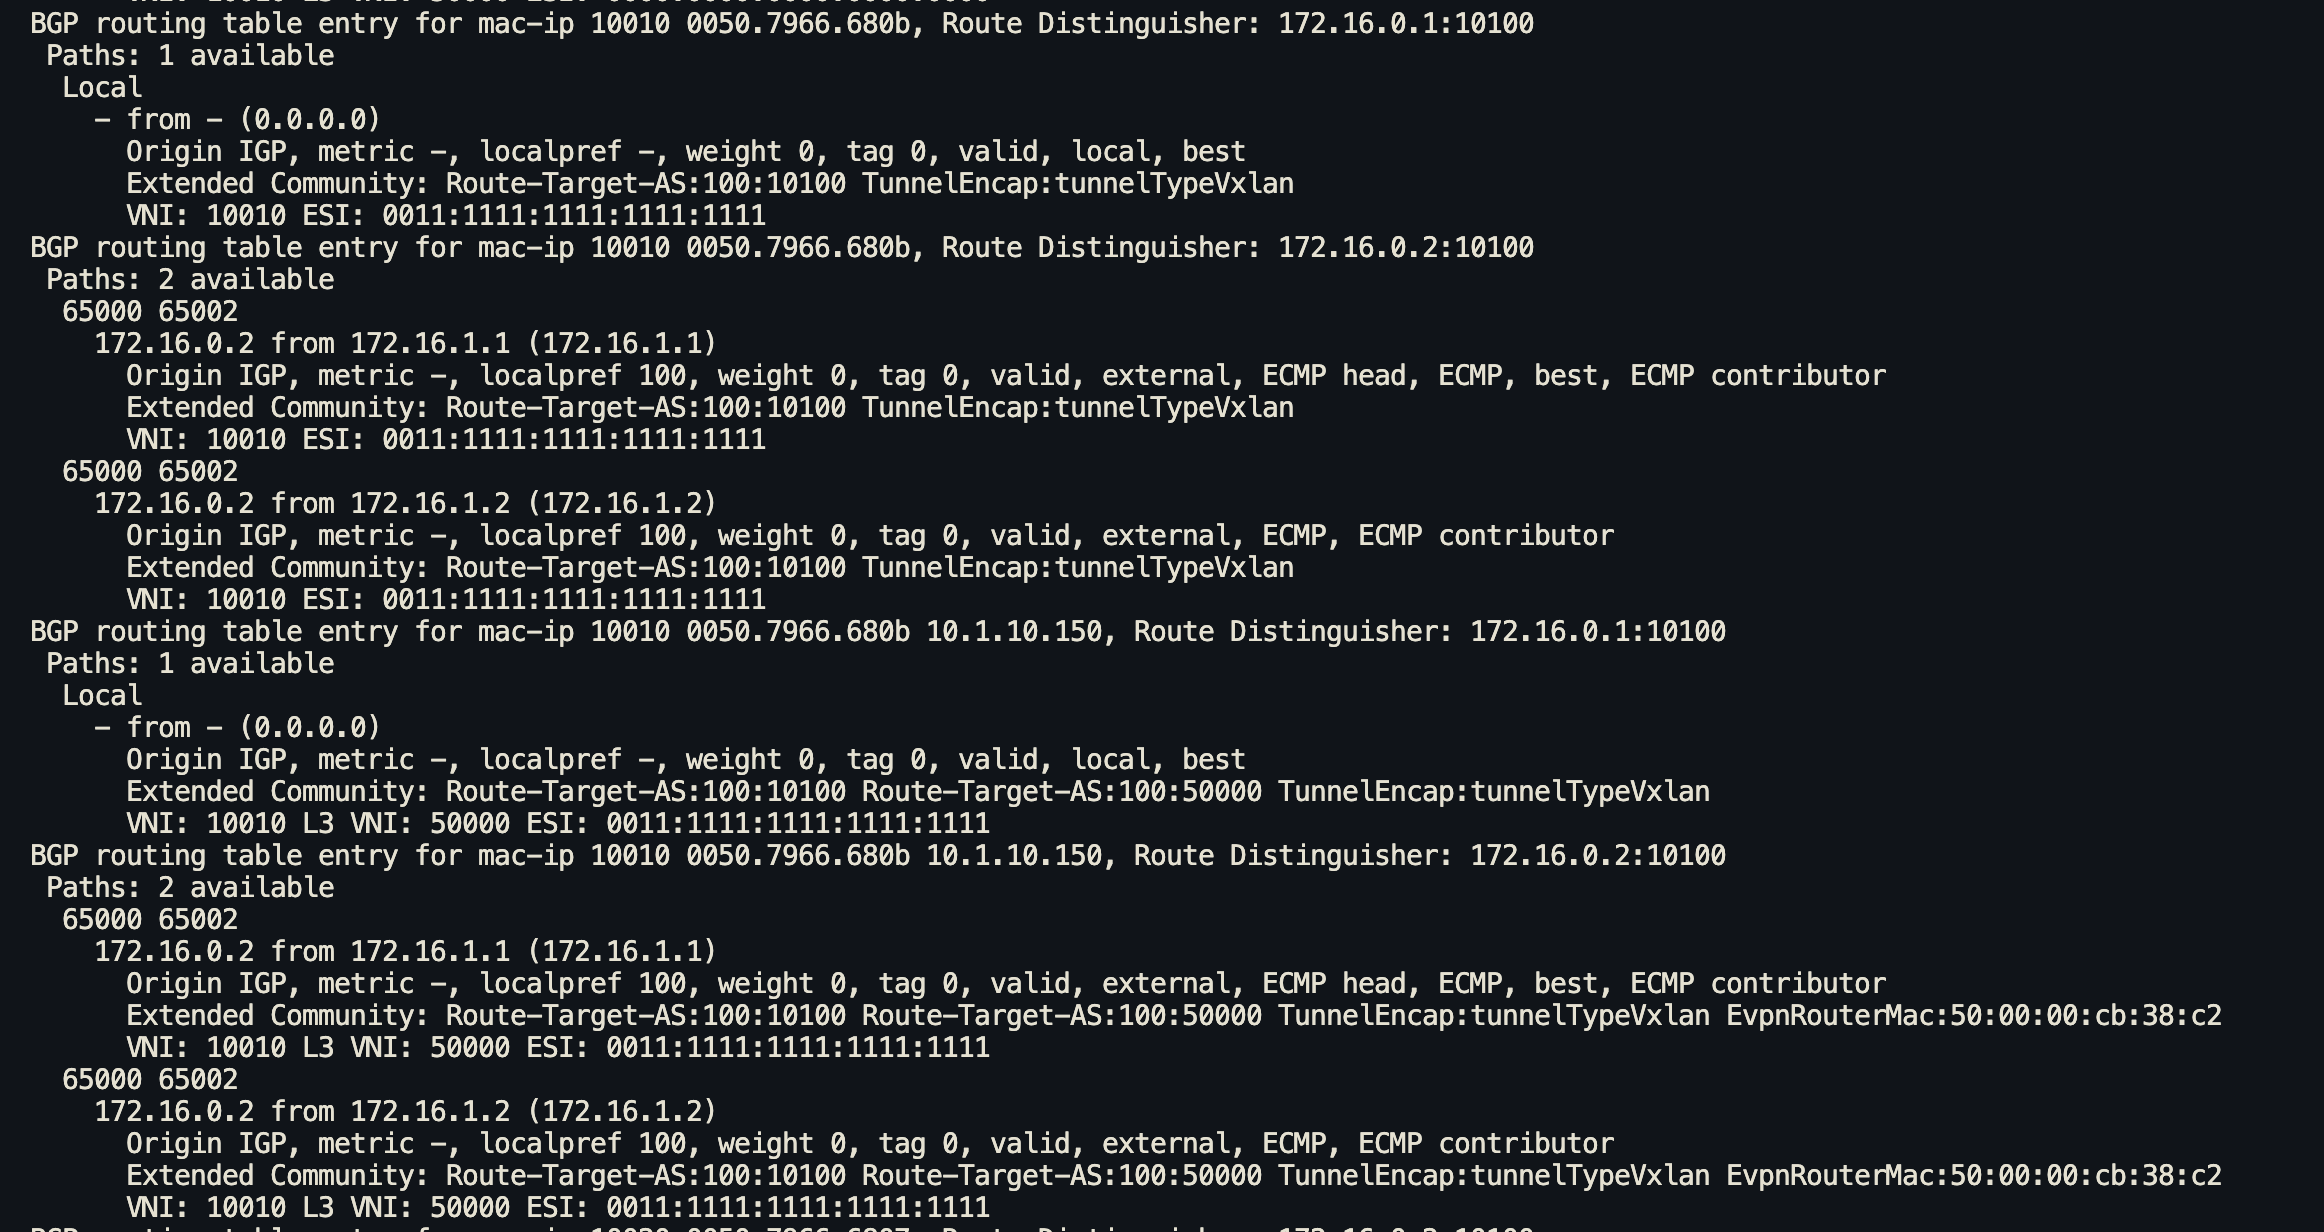 BGP routing table entry for mac-ip 10010 0050.7966.680b, Route Distinguisher: 172.16.0.1:10100
Paths: 1 available
Local
– from – (0.0.0.0)
Origin IGP, metric –, localpref –, weight 0, tag 0, valid, local, best
Extended Community: Route-Target-AS:100:10100 TunnelEncap:tunnelTypeVxlan
VNI: 10010 ESI: 0011:1111:1111:1111:1111
BGP routing table entry for mac-ip 10010 0050.7966.680b, Route Distinguisher: 172.16.0.2:10100
Paths: 2 available
65000 65002
172.16.0.2 from 172.16.1.1 (172.16.1.1)
Origin IGP, metric –, localpref 100, weight 0, tag 0, valid, external, ECMP head, ECMP, best, ECMP contributor
Extended Community: Route-Target-AS:100:10100 TunnelEncap:tunnelTypeVxlan
VNI: 10010 ESI: 0011:1111:1111:1111:1111
65000 65002
172.16.0.2 from 172.16.1.2 (172.16.1.2)
Origin IGP, metric –, localpref 100, weight 0, tag 0, valid, external, ECMP, ECMP contributor
Extended Community: Route-Target-AS:100:10100 TunnelEncap:tunnelTypeVxlan
VNI: 10010 ESI: 0011:1111:1111:1111:1111
BGP routing table entry for mac-ip 10010 0050.7966.680b 10.1.10.150, Route Distinguisher: 172.16.0.1:10100
Paths: 1 available
Local
– from – (0.0.0.0)
Origin IGP, metric –, localpref –, weight 0, tag 0, valid, local, best
Extended Community: Route-Target-AS:100:10100 Route-Target-AS:100:50000 TunnelEncap:tunnelTypeVxlan
VNI: 10010 L3 VNI: 50000 ESI: 0011:1111:1111:1111:1111
BGP routing table entry for mac-ip 10010 0050.7966.680b 10.1.10.150, Route Distinguisher: 172.16.0.2:10100
Paths: 2 available
65000 65002
172.16.0.2 from 172.16.1.1 (172.16.1.1)
Origin IGP, metric –, localpref 100, weight 0, tag 0, valid, external, ECMP head, ECMP, best, ECMP contributor
Extended Community: Route-Target-AS:100:10100 Route-Target-AS:100:50000 TunnelEncap:tunnelTypeVxlan EvpnRouterMac:50:00:00:cb:38:c2
VNI: 10010 L3 VNI: 50000 ESI: 0011:1111:1111:1111:1111
65000 65002
172.16.0.2 from 172.16.1.2 (172.16.1.2)
Origin IGP, metric –, localpref 100, weight 0, tag 0, valid, external, ECMP, ECMP contributor
Extended Community: Route-Target-AS:100:10100 Route-Target-AS:100:50000 TunnelEncap:tunnelTypeVxlan EvpnRouterMac:50:00:00:cb:38:c2
VNI: 10010 L3 VNI: 50000 ESI: 0011:1111:1111:1111:1111